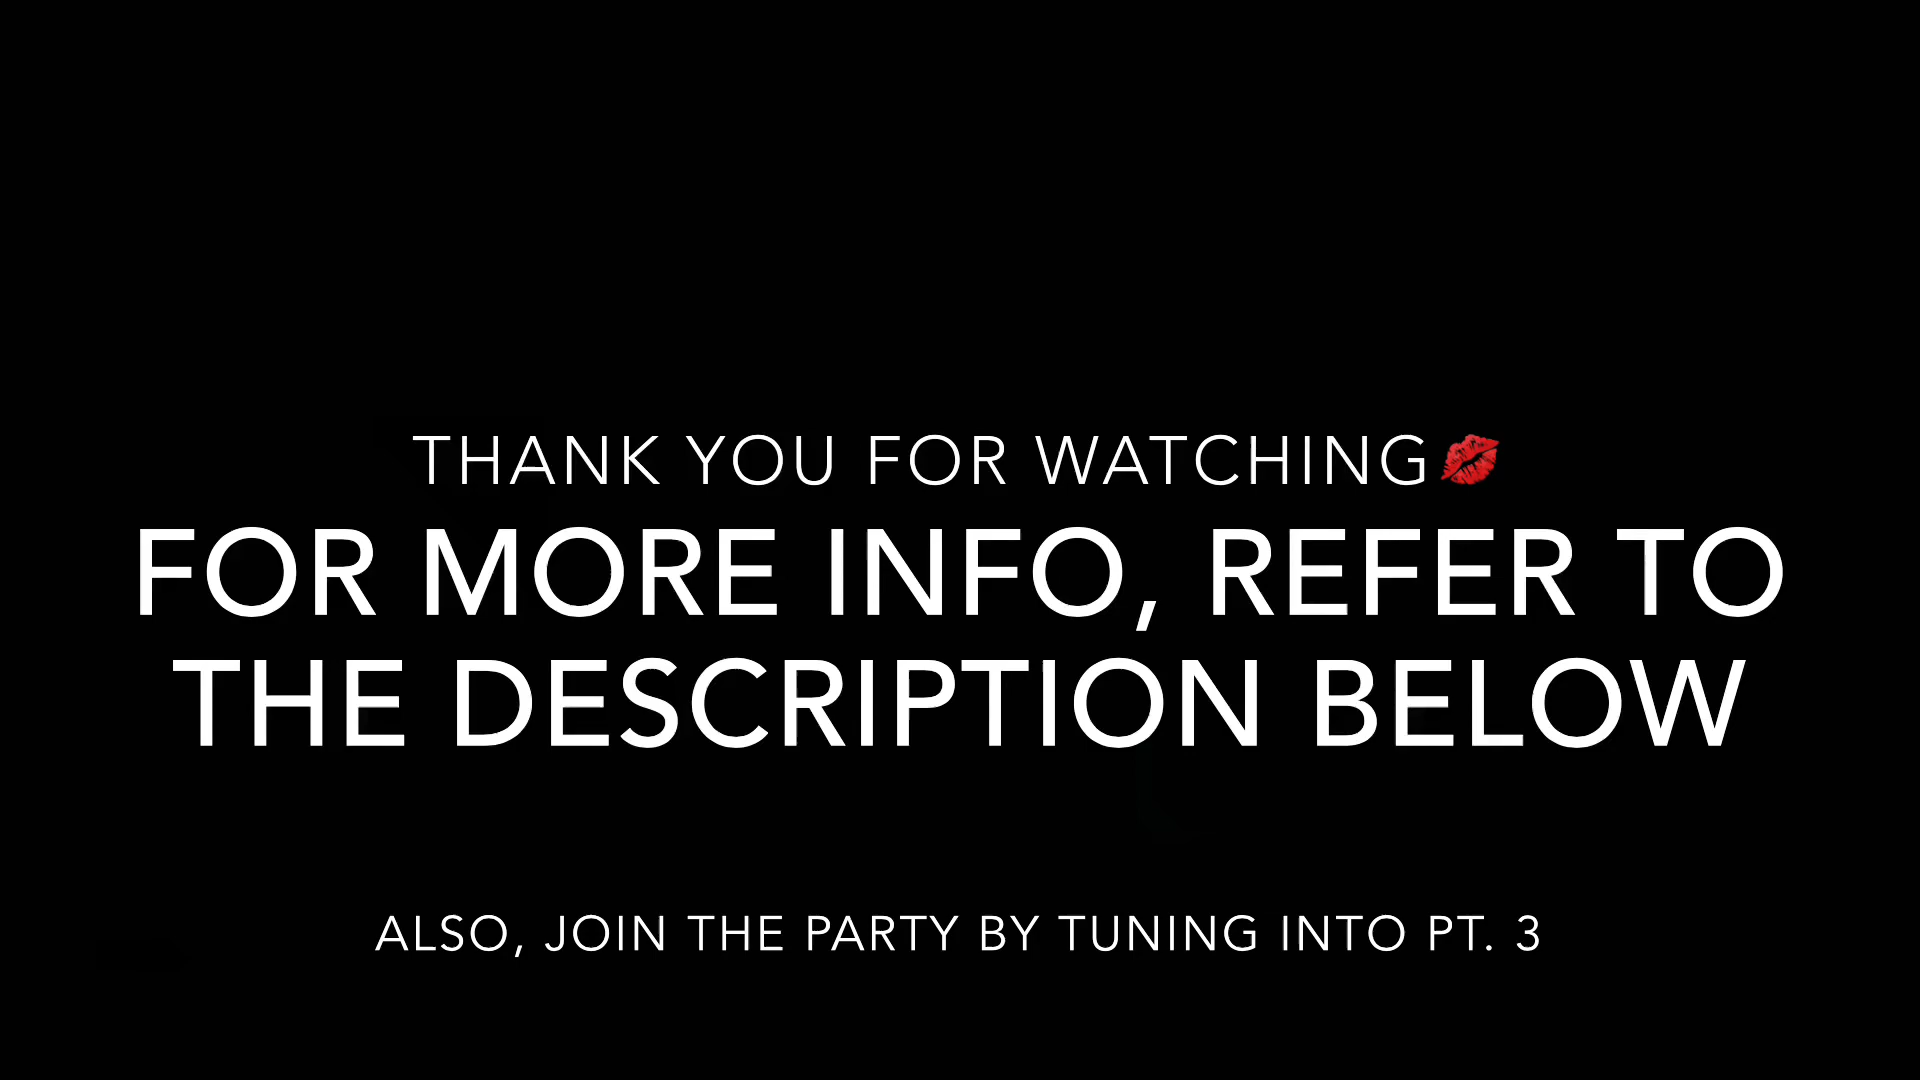 THANK YOU FOR WATCHING💋
FOR MORE INFO, REFER TO
THE DESCRIPTION BELOW
ALSO, JOIN THE PARTY BY TUNING INTO PT. 3